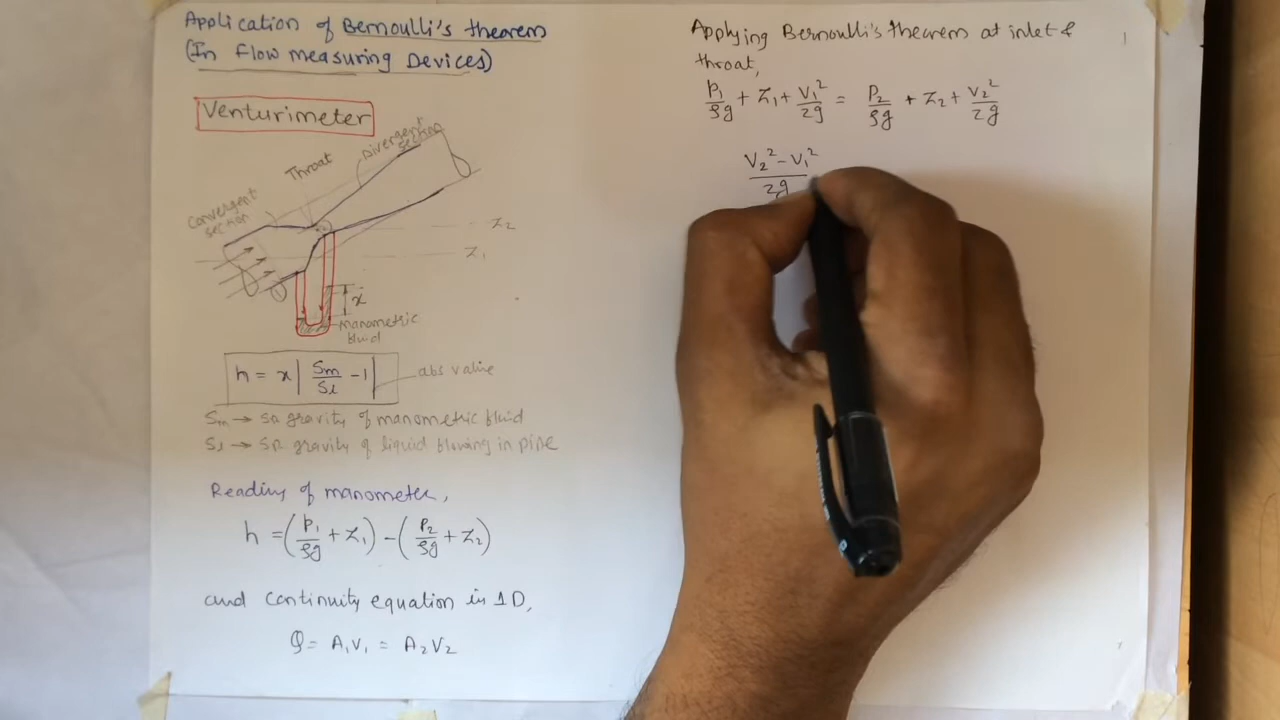 Application of Bernoulli's theorem
(In Flow measuring Devices)
Venturimeter
Divergent section
Throat
Convergent section
Z₂
Z₁
①
x
manometric fluid
h = x | Sm/Sl - 1 |
abs value
Sm → sp gravity of manometric fluid
Sl → sp gravity of liquid flowing in pipe
Reading of manometer,
h = (P₁/ρg + Z₁) - (P₂/ρg + Z₂)
and continuity equation in 1D,
Q = A₁V₁ = A₂V₂
Applying Bernoulli's theorem at inlet &
throat,
P₁/ρg + Z₁ + V₁²/2g = P₂/ρg + Z₂ + V₂²/2g
V₂² - V₁²/2g